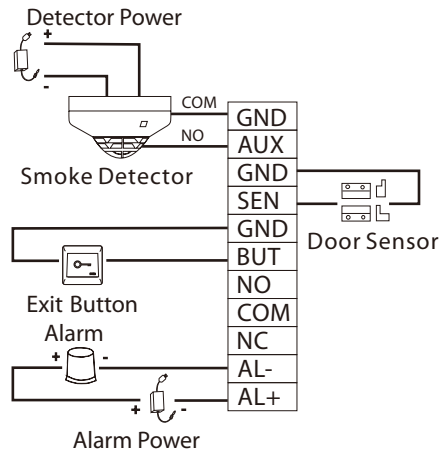 Detector Power
+
-
COM
NO
Smoke Detector
GND
AUX
GND
SEN
GND
BUT
NO
COM
NC
AL-
AL+
Door Sensor
Exit Button
Alarm
+ -
+ -
Alarm Power